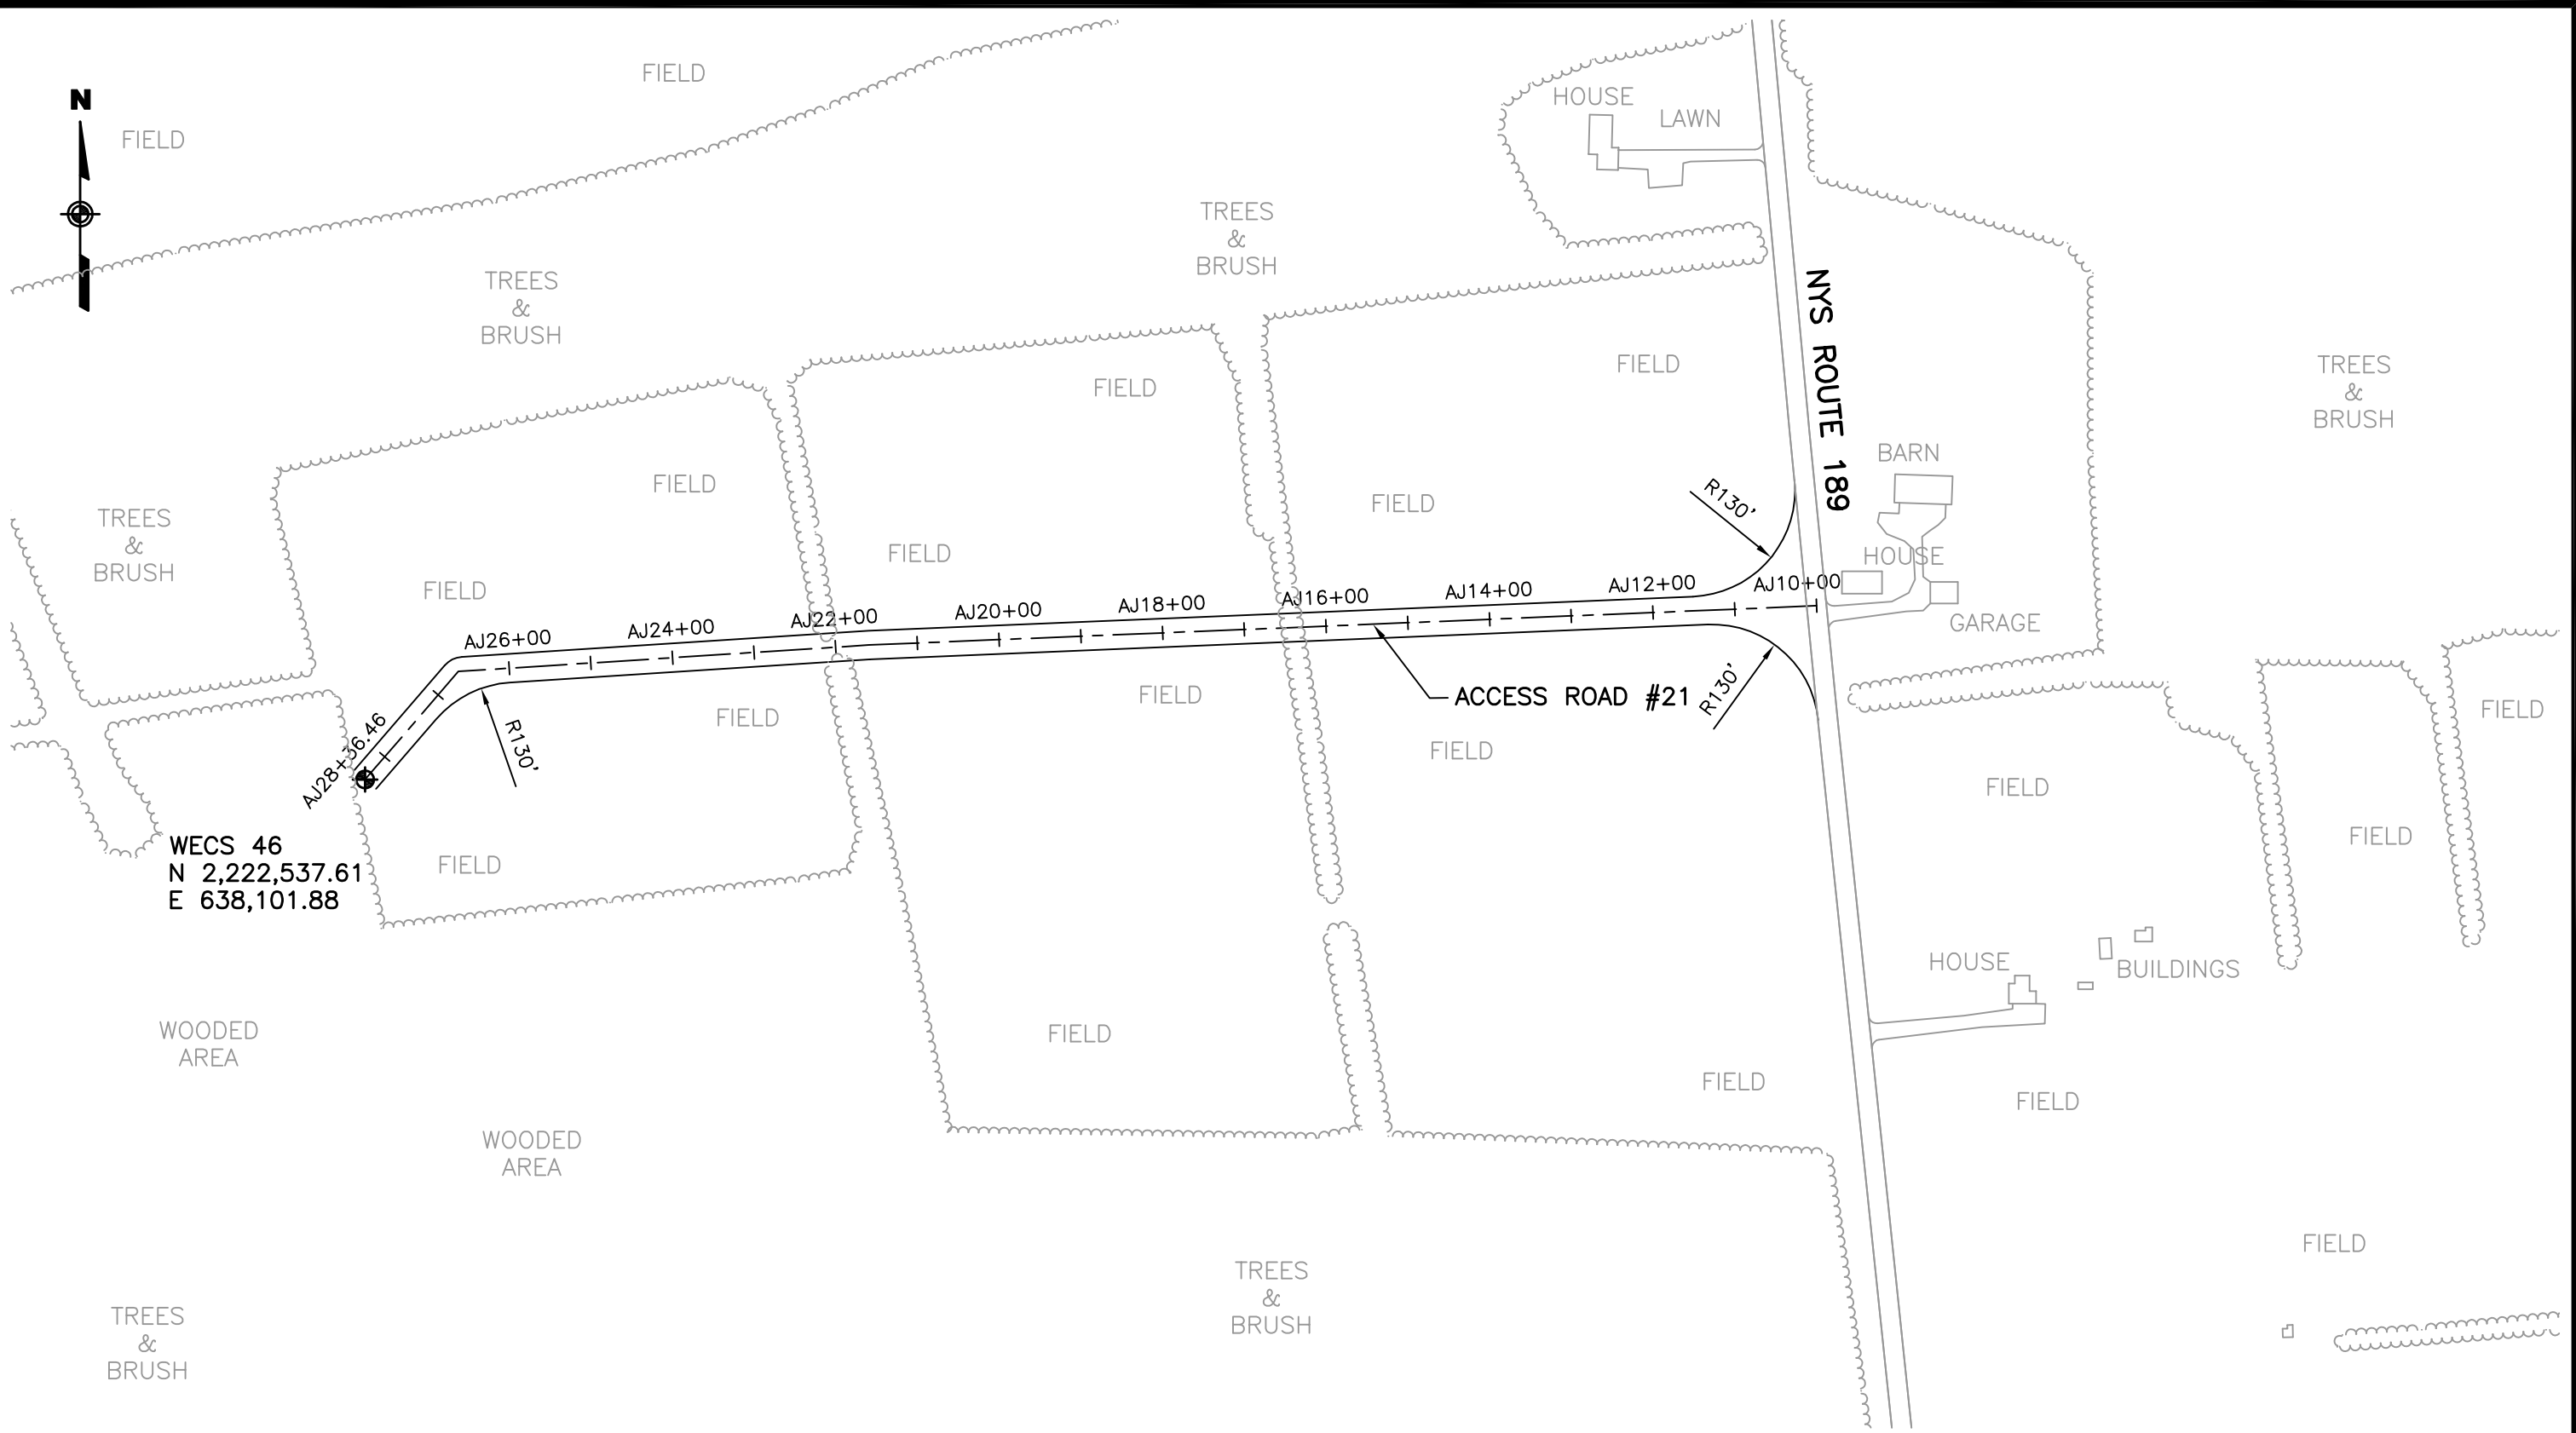 N
FIELD
FIELD
HOUSE
LAWN
TREES
&
BRUSH
TREES
&
BRUSH
NYS ROUTE 189
FIELD
FIELD
TREES
&
BRUSH
BARN
FIELD
FIELD
R130'
TREES
&
BRUSH
FIELD
HOUSE
FIELD
AJ26+00
AJ24+00
AJ22+00
AJ20+00
AJ18+00
AJ16+00
AJ14+00
AJ12+00
AJ10+00
GARAGE
ACCESS ROAD #21
R130'
FIELD
FIELD
FIELD
FIELD
R130'
AJ28+36.46
FIELD
FIELD
WECS 46
N 2,222,537.61
E 638,101.88
FIELD
HOUSE
BUILDINGS
WOODED
AREA
FIELD
FIELD
FIELD
WOODED
AREA
FIELD
TREES
&
BRUSH
TREES
&
BRUSH